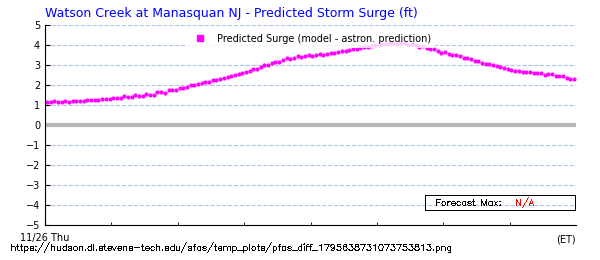 Watson Creek at Manasquan NJ - Predicted Storm Surge (ft)
5
Predicted Surge (model - astron. prediction)
4
3
2
1
0
−1
−2
−3
−4
Forecast Max: N/A
−5
11/26 Thu
(ET)
https://hudson.dl.stevens-tech.edu/sfas/temp_plots/pfas_diff_1795638731073753813.png